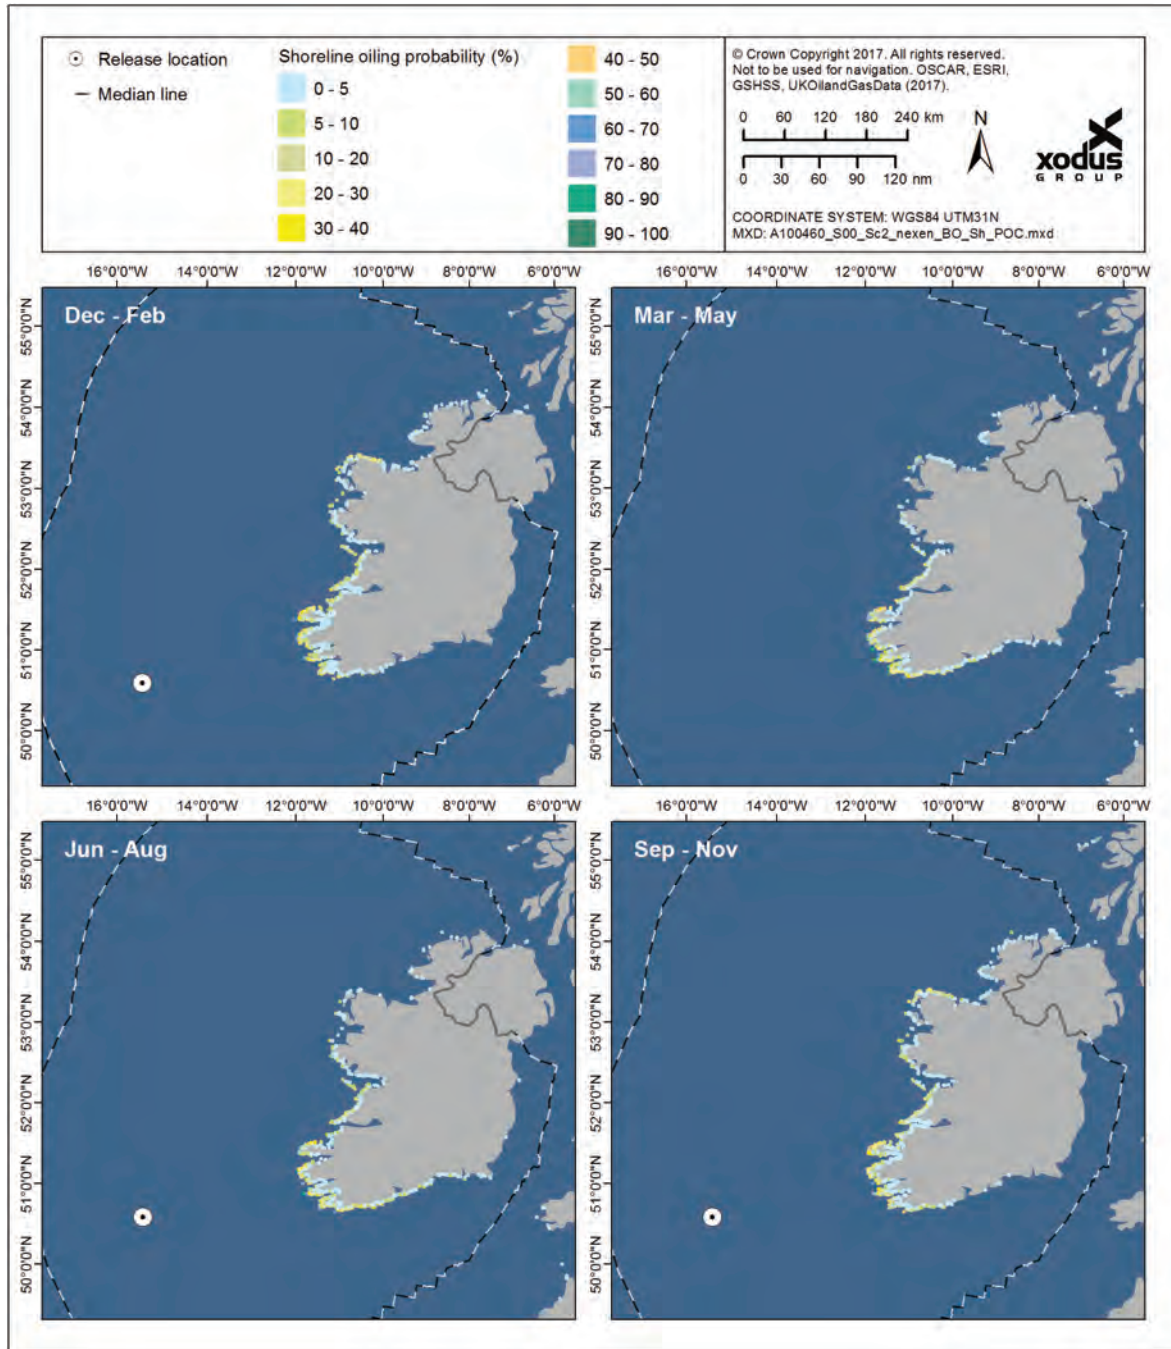 Release location
Median line
Shoreline oiling probability (%)
0 - 5
5 - 10
10 - 20
20 - 30
30 - 40
40 - 50
50 - 60
60 - 70
70 - 80
80 - 90
90 - 100
© Crown Copyright 2017. All rights reserved.
Not to be used for navigation. OSCAR, ESRI,
GSHSS, UKOilandGasData (2017).
0 60 120 180 240 km
0 30 60 90 120 nm
N
xodus
GROUP
COORDINATE SYSTEM: WGS84 UTM31N
MXD: A100460_S00_Sc2_nexen_BO_Sh_POC.mxd
16°0'0"W 14°0'0"W 12°0'0"W 10°0'0"W 8°0'0"W 6°0'0"W
16°0'0"W 14°0'0"W 12°0'0"W 10°0'0"W 8°0'0"W 6°0'0"W
Dec - Feb
55°0'0"N
54°0'0"N
53°0'0"N
52°0'0"N
51°0'0"N
50°0'0"N
Mar - May
55°0'0"N
54°0'0"N
53°0'0"N
52°0'0"N
51°0'0"N
50°0'0"N
16°0'0"W 14°0'0"W 12°0'0"W 10°0'0"W 8°0'0"W 6°0'0"W
16°0'0"W 14°0'0"W 12°0'0"W 10°0'0"W 8°0'0"W 6°0'0"W
Jun - Aug
55°0'0"N
54°0'0"N
53°0'0"N
52°0'0"N
51°0'0"N
50°0'0"N
Sep - Nov
55°0'0"N
54°0'0"N
53°0'0"N
52°0'0"N
51°0'0"N
50°0'0"N